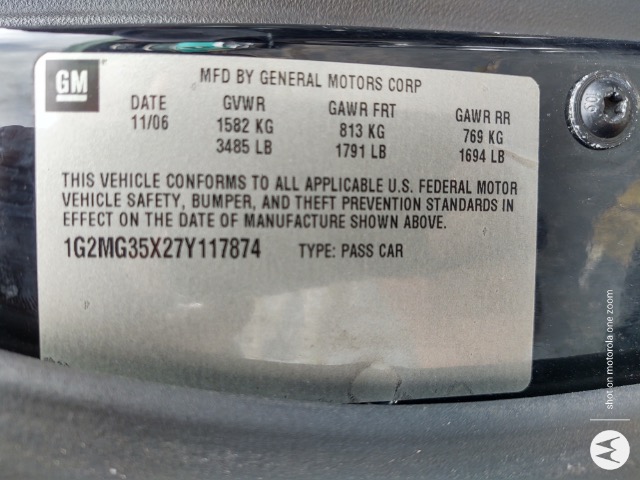 GM
MFD BY GENERAL MOTORS CORP
DATE GVWR GAWR FRT GAWR RR
11/06 1582 KG 813 KG 769 KG
3485 LB 1791 LB 1694 LB
THIS VEHICLE CONFORMS TO ALL APPLICABLE U.S. FEDERAL MOTOR
VEHICLE SAFETY, BUMPER, AND THEFT PREVENTION STANDARDS IN
EFFECT ON THE DATE OF MANUFACTURE SHOWN ABOVE.
1G2MG35X27Y117874 TYPE: PASS CAR
shot on motorola one zoom